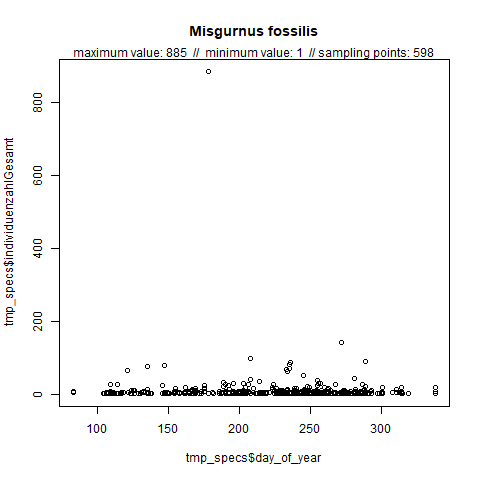 Misgurnus fossilis
maximum value: 885 // minimum value: 1 // sampling points: 598
800
600
400
200
0
tmp_specs$individuenzahlGesamt
100
150
200
250
300
tmp_specs$day_of_year